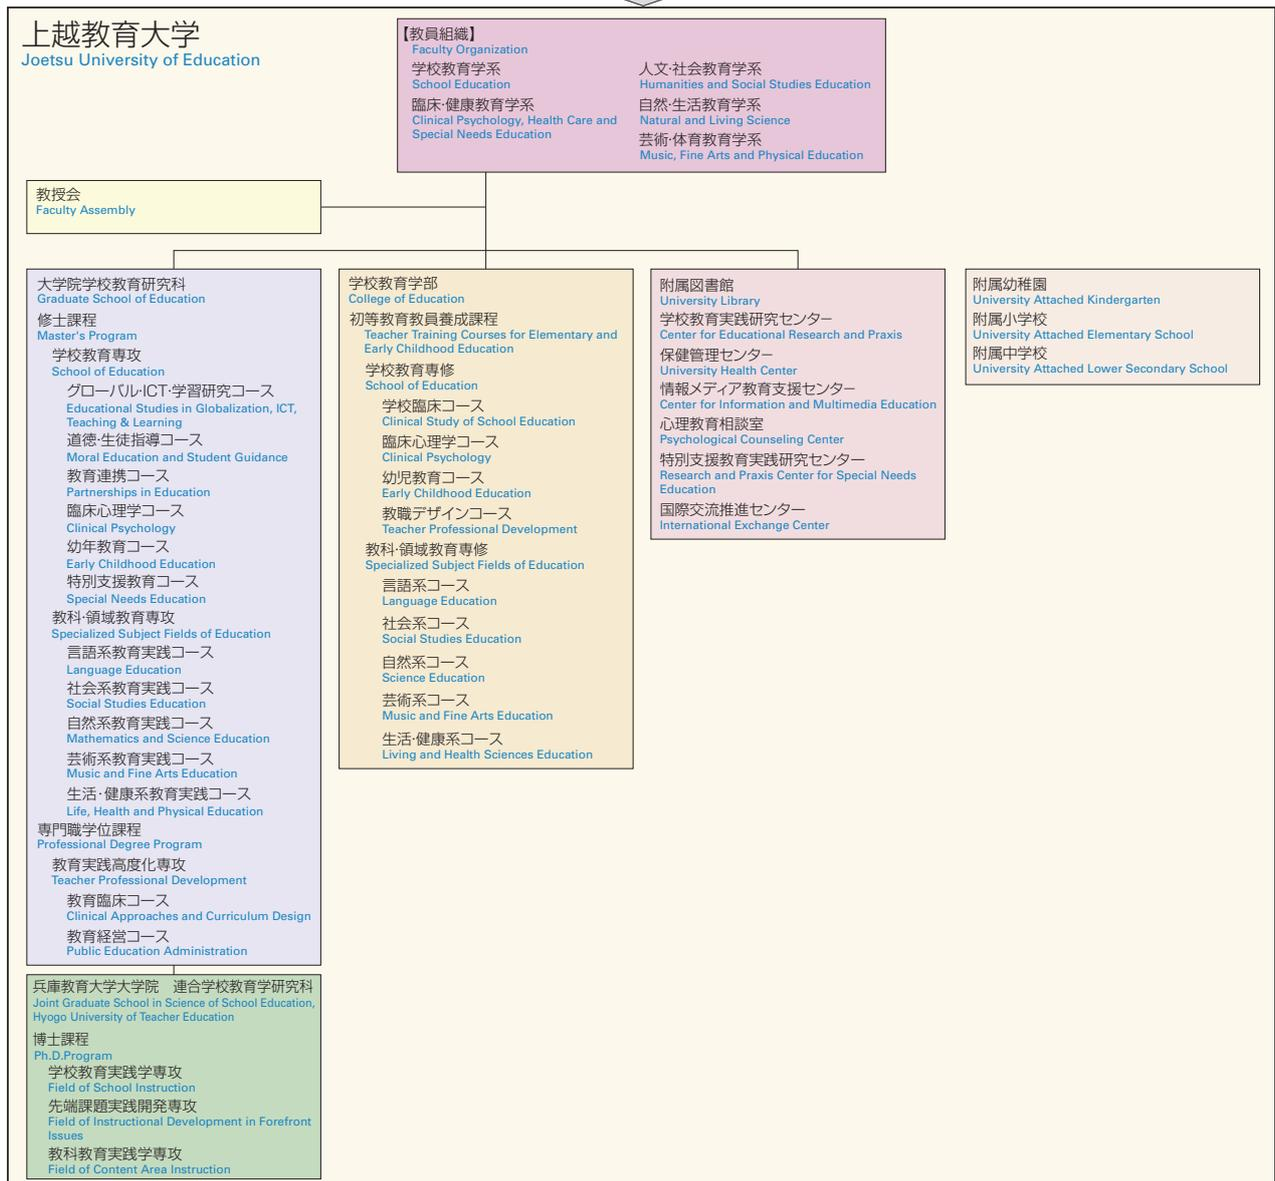 上越教育大学
Joetsu University of Education
【教員組織】
Faculty Organization
学校教育学系
School Education
臨床·健康教育学系
Clinical Psychology, Health Care and
Special Needs Education
人文·社会教育学系
Humanities and Social Studies Education
自然·生活教育学系
Natural and Living Science
芸術·体育教育学系
Music, Fine Arts and Physical Education
教授会
Faculty Assembly
大学院学校教育研究科
Graduate School of Education
修士課程
Master's Program
学校教育専攻
School of Education
グローバル·ICT·学習研究コース
Educational Studies in Globalization, ICT,
Teaching & Learning
道徳·生徒指導コース
Moral Education and Student Guidance
教育連携コース
Partnerships in Education
臨床心理学コース
Clinical Psychology
幼年教育コース
Early Childhood Education
特別支援教育コース
Special Needs Education
教科·領域教育専攻
Specialized Subject Fields of Education
言語系教育実践コース
Language Education
社会系教育実践コース
Social Studies Education
自然系教育実践コース
Mathematics and Science Education
芸術系教育実践コース
Music and Fine Arts Education
生活·健康系教育実践コース
Life, Health and Physical Education
専門職学位課程
Professional Degree Program
教育実践高度化専攻
Teacher Professional Development
教育臨床コース
Clinical Approaches and Curriculum Design
教育経営コース
Public Education Administration
兵庫教育大学大学院　連合学校教育学研究科
Joint Graduate School in Science of School Education,
Hyogo University of Teacher Education
博士課程
Ph.D.Program
学校教育実践学専攻
Field of School Instruction
先端課題実践開発専攻
Field of Instructional Development in Forefront
Issues
教科教育実践学専攻
Field of Content Area Instruction
学校教育学部
College of Education
初等教育教員養成課程
Teacher Training Courses for Elementary and
Early Childhood Education
学校教育専修
School of Education
学校臨床コース
Clinical Study of School Education
臨床心理学コース
Clinical Psychology
幼児教育コース
Early Childhood Education
教職デザインコース
Teacher Professional Development
教科·領域教育専修
Specialized Subject Fields of Education
言語系コース
Language Education
社会系コース
Social Studies Education
自然系コース
Science Education
芸術系コース
Music and Fine Arts Education
生活·健康系コース
Living and Health Sciences Education
附属図書館
University Library
学校教育実践研究センター
Center for Educational Research and Praxis
保健管理センター
University Health Center
情報メディア教育支援センター
Center for Information and Multimedia Education
心理教育相談室
Psychological Counseling Center
特別支援教育実践研究センター
Research and Praxis Center for Special Needs
Education
国際交流推進センター
International Exchange Center
附属幼稚園
University Attached Kindergarten
附属小学校
University Attached Elementary School
附属中学校
University Attached Lower Secondary School